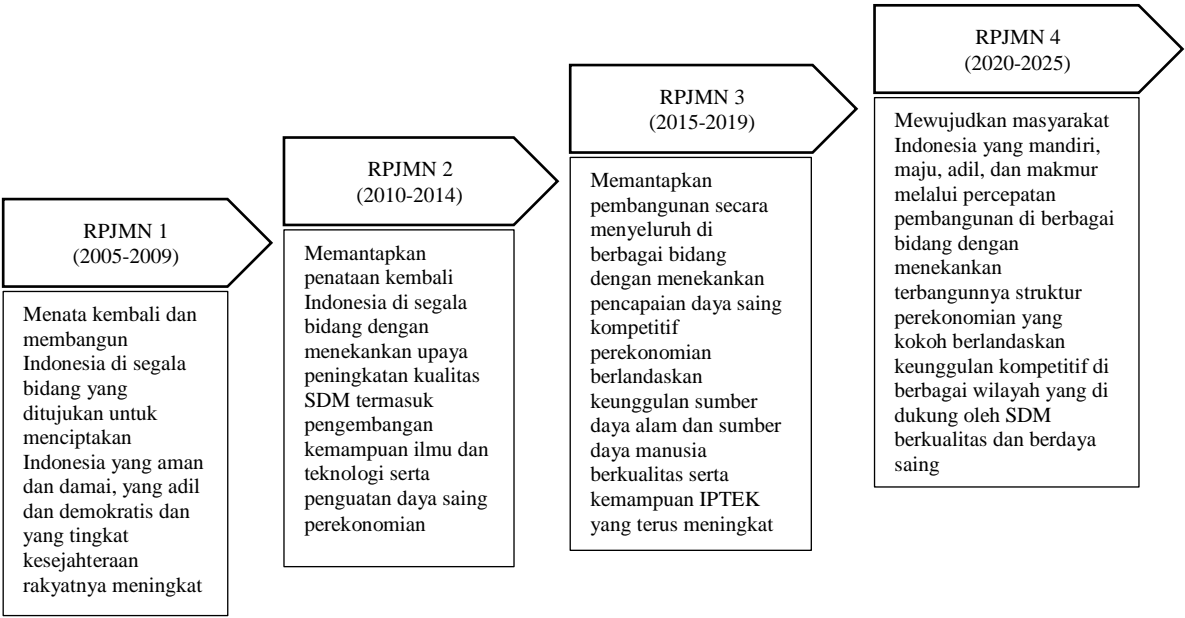 RPJMN 1
(2005-2009)
Menata kembali dan
membangun
Indonesia di segala
bidang yang
ditujukan untuk
menciptakan
Indonesia yang aman
dan damai, yang adil
dan demokratis dan
yang tingkat
kesejahteraan
rakyatnya meningkat
RPJMN 2
(2010-2014)
Memantapkan
penataan kembali
Indonesia di segala
bidang dengan
menekankan upaya
peningkatan kualitas
SDM termasuk
pengembangan
kemampuan ilmu dan
teknologi serta
penguatan daya saing
perekonomian
RPJMN 3
(2015-2019)
Memantapkan
pembangunan secara
menyeluruh di
berbagai bidang
dengan menekankan
pencapaian daya saing
kompetitif
perekonomian
berlandaskan
keunggulan sumber
daya alam dan sumber
daya manusia
berkualitas serta
kemampuan IPTEK
yang terus meningkat
RPJMN 4
(2020-2025)
Mewujudkan masyarakat
Indonesia yang mandiri,
maju, adil, dan makmur
melalui percepatan
pembangunan di berbagai
bidang dengan
menekankan
terbangunnya struktur
perekonomian yang
kokoh berlandaskan
keunggulan kompetitif di
berbagai wilayah yang di
dukung oleh SDM
berkualitas dan berdaya
saing